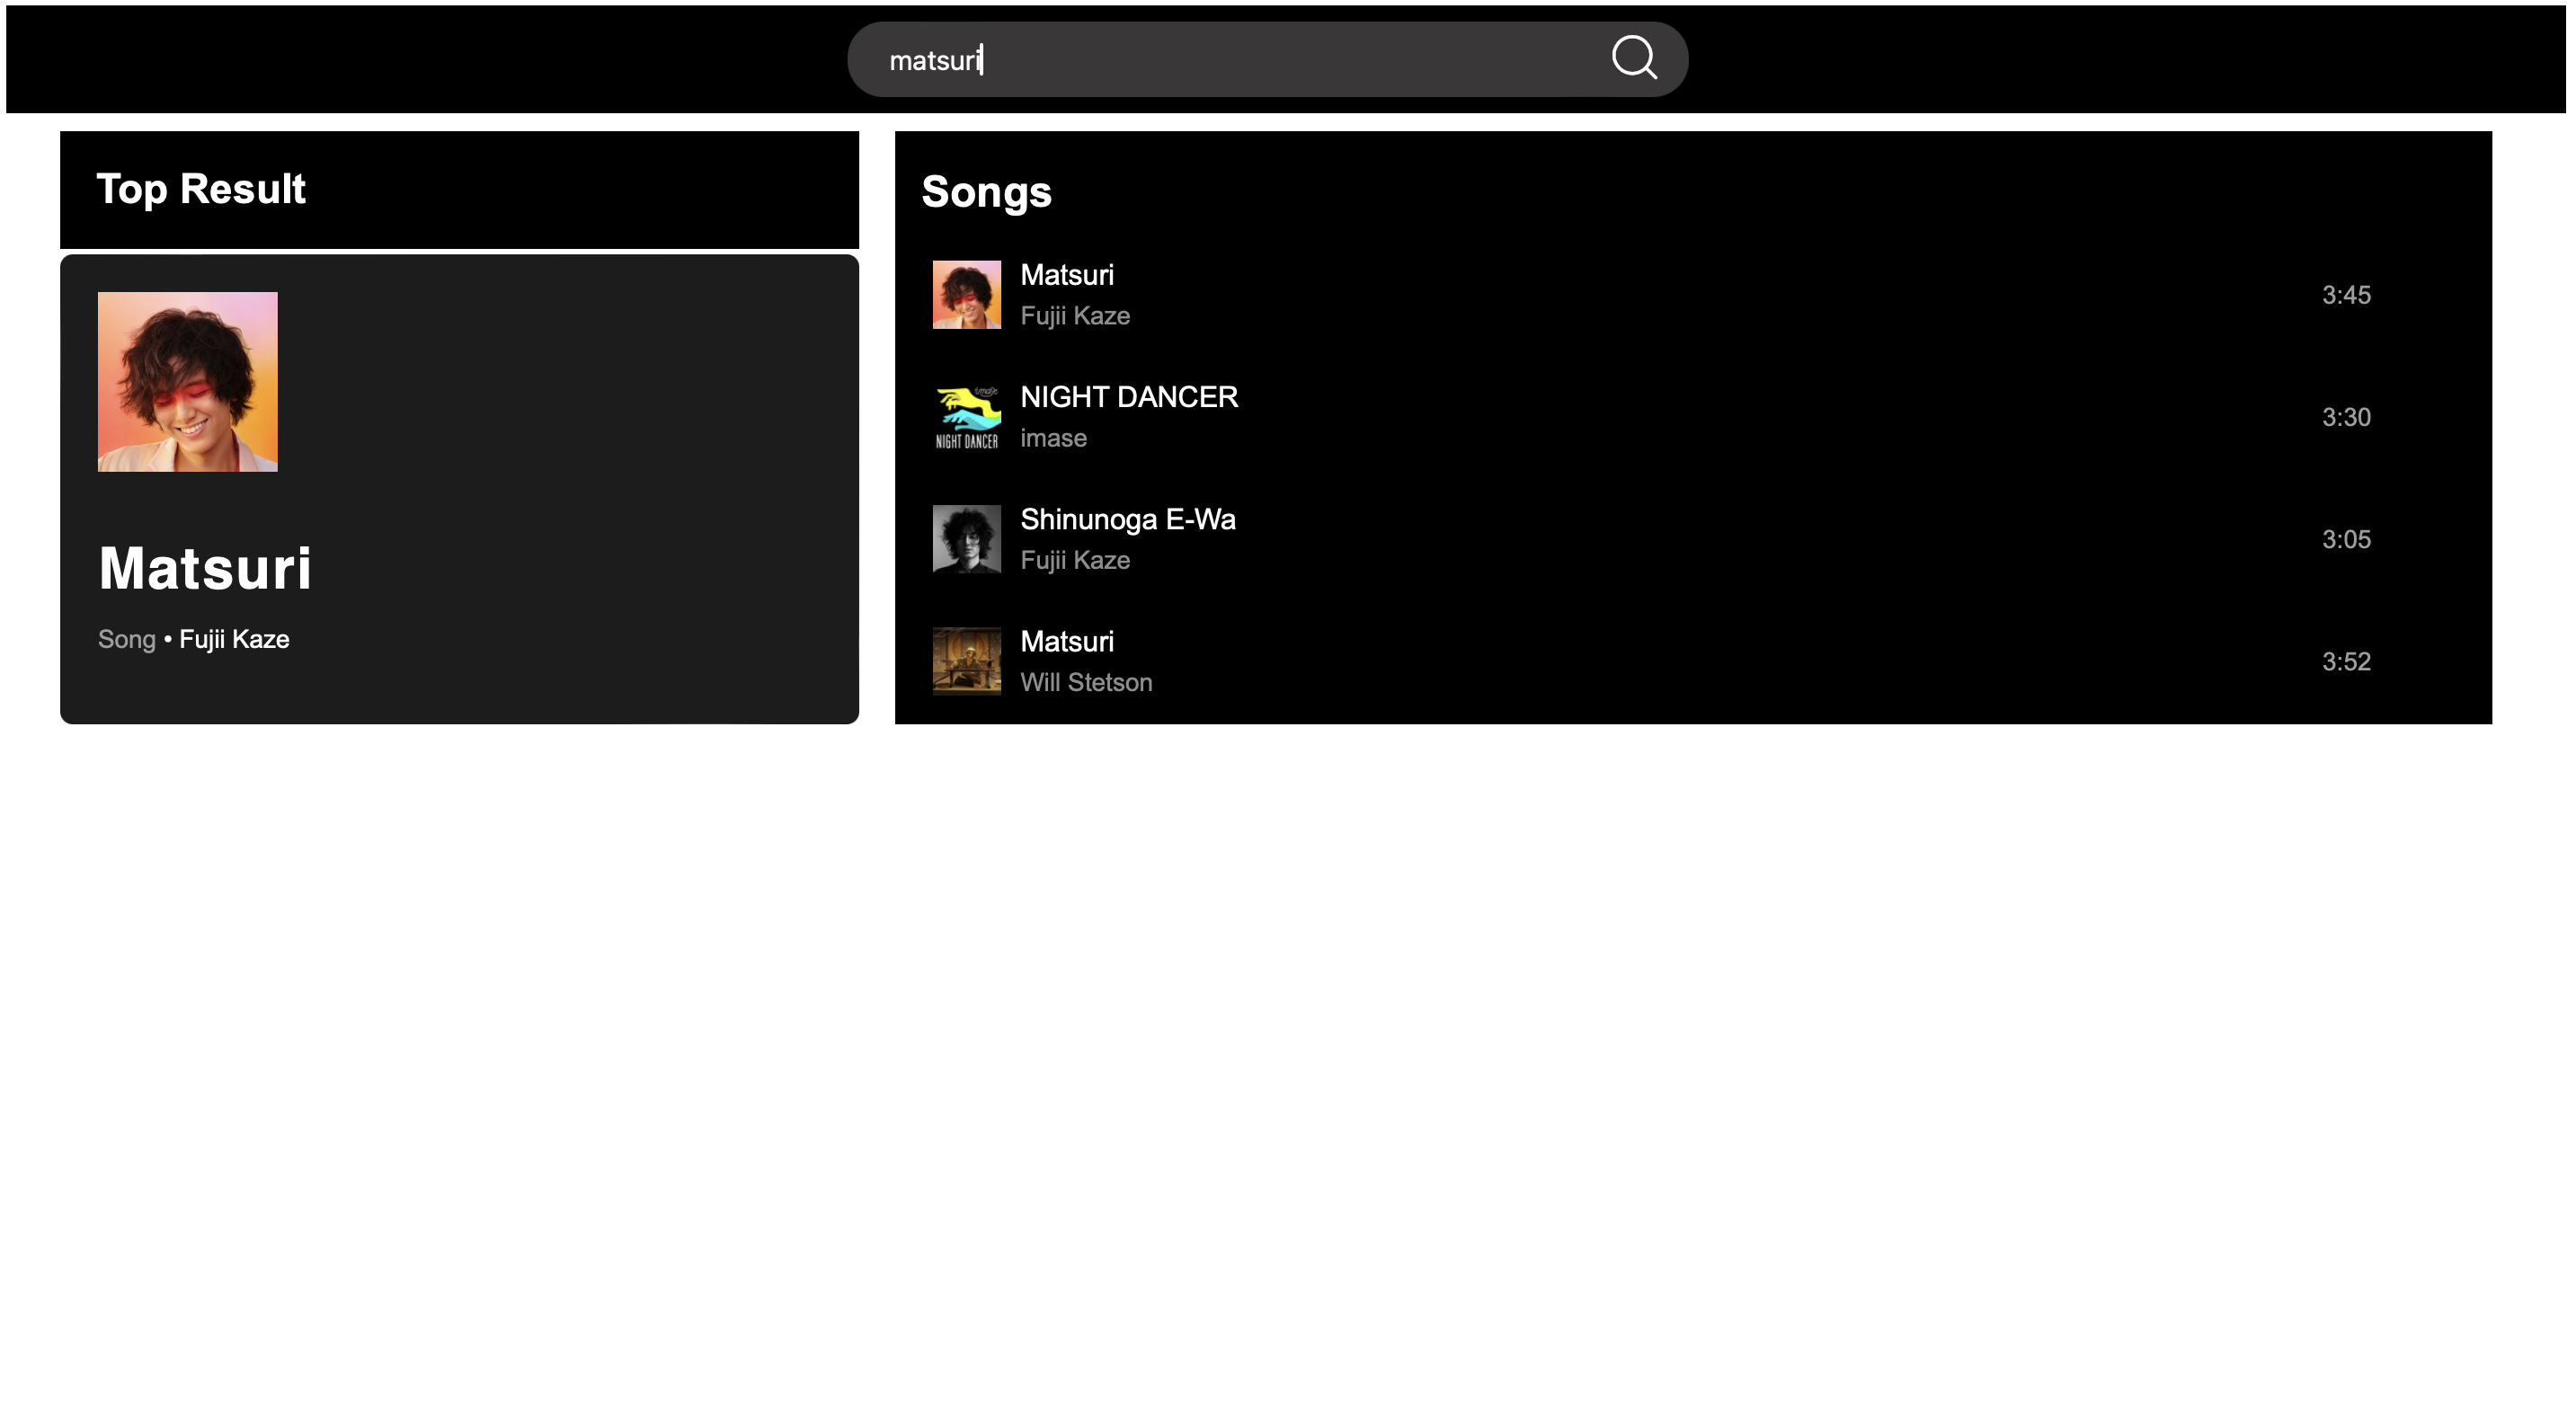 matsuri
Top Result
Matsuri
Song • Fujii Kaze
Songs
Matsuri
Fujii Kaze
3:45
imase
NIGHT DANCER
NIGHT DANCER
imase
3:30
Shinunoga E-Wa
Fujii Kaze
3:05
Matsuri
Will Stetson
3:52